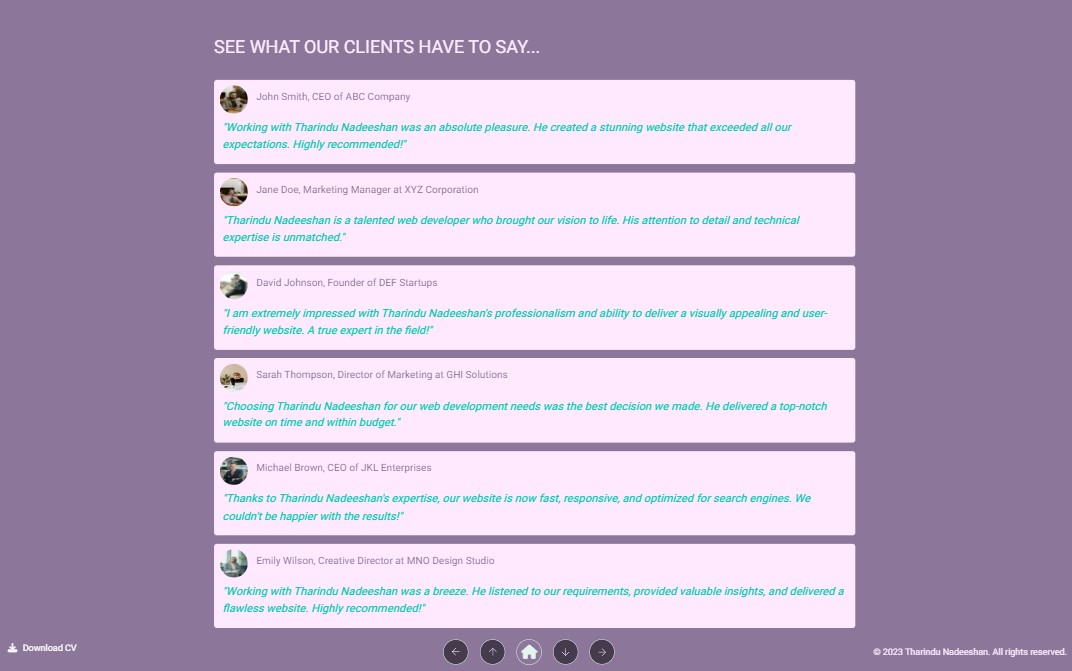 SEE WHAT OUR CLIENTS HAVE TO SAY...
John Smith, CEO of ABC Company
"Working with Tharindu Nadeeshan was an absolute pleasure. He created a stunning website that exceeded all our
expectations. Highly recommended!"
Jane Doe, Marketing Manager at XYZ Corporation
"Tharindu Nadeeshan is a talented web developer who brought our vision to life. His attention to detail and technical
expertise is unmatched."
David Johnson, Founder of DEF Startups
"I am extremely impressed with Tharindu Nadeeshan's professionalism and ability to deliver a visually appealing and user-
friendly website. A true expert in the field!"
Sarah Thompson, Director of Marketing at GHI Solutions
"Choosing Tharindu Nadeeshan for our web development needs was the best decision we made. He delivered a top-notch
website on time and within budget."
Michael Brown, CEO of JKL Enterprises
"Thanks to Tharindu Nadeeshan's expertise, our website is now fast, responsive, and optimized for search engines. We
couldn't be happier with the results!"
Emily Wilson, Creative Director at MNO Design Studio
"Working with Tharindu Nadeeshan was a breeze. He listened to our requirements, provided valuable insights, and delivered a
flawless website. Highly recommended!"
Download CV
© 2023 Tharindu Nadeeshan. All rights reserved.